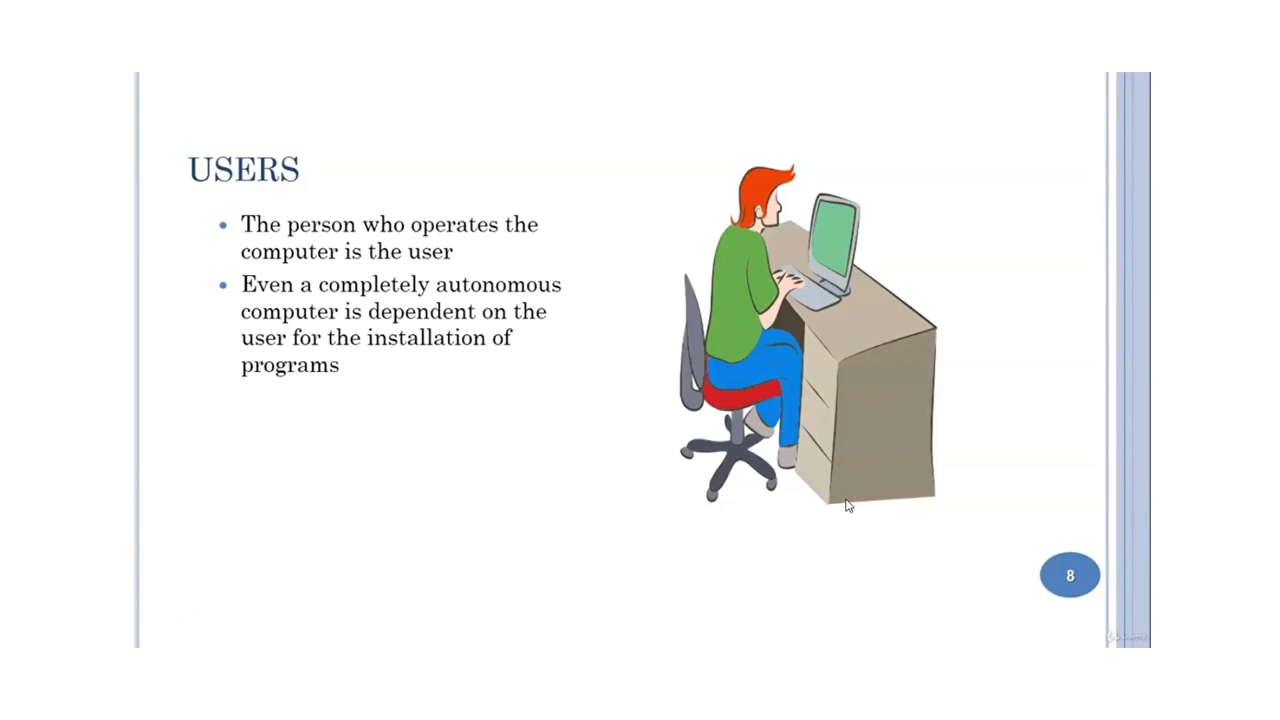 USERS
The person who operates the
computer is the user
Even a completely autonomous
computer is dependent on the
user for the installation of
programs
8